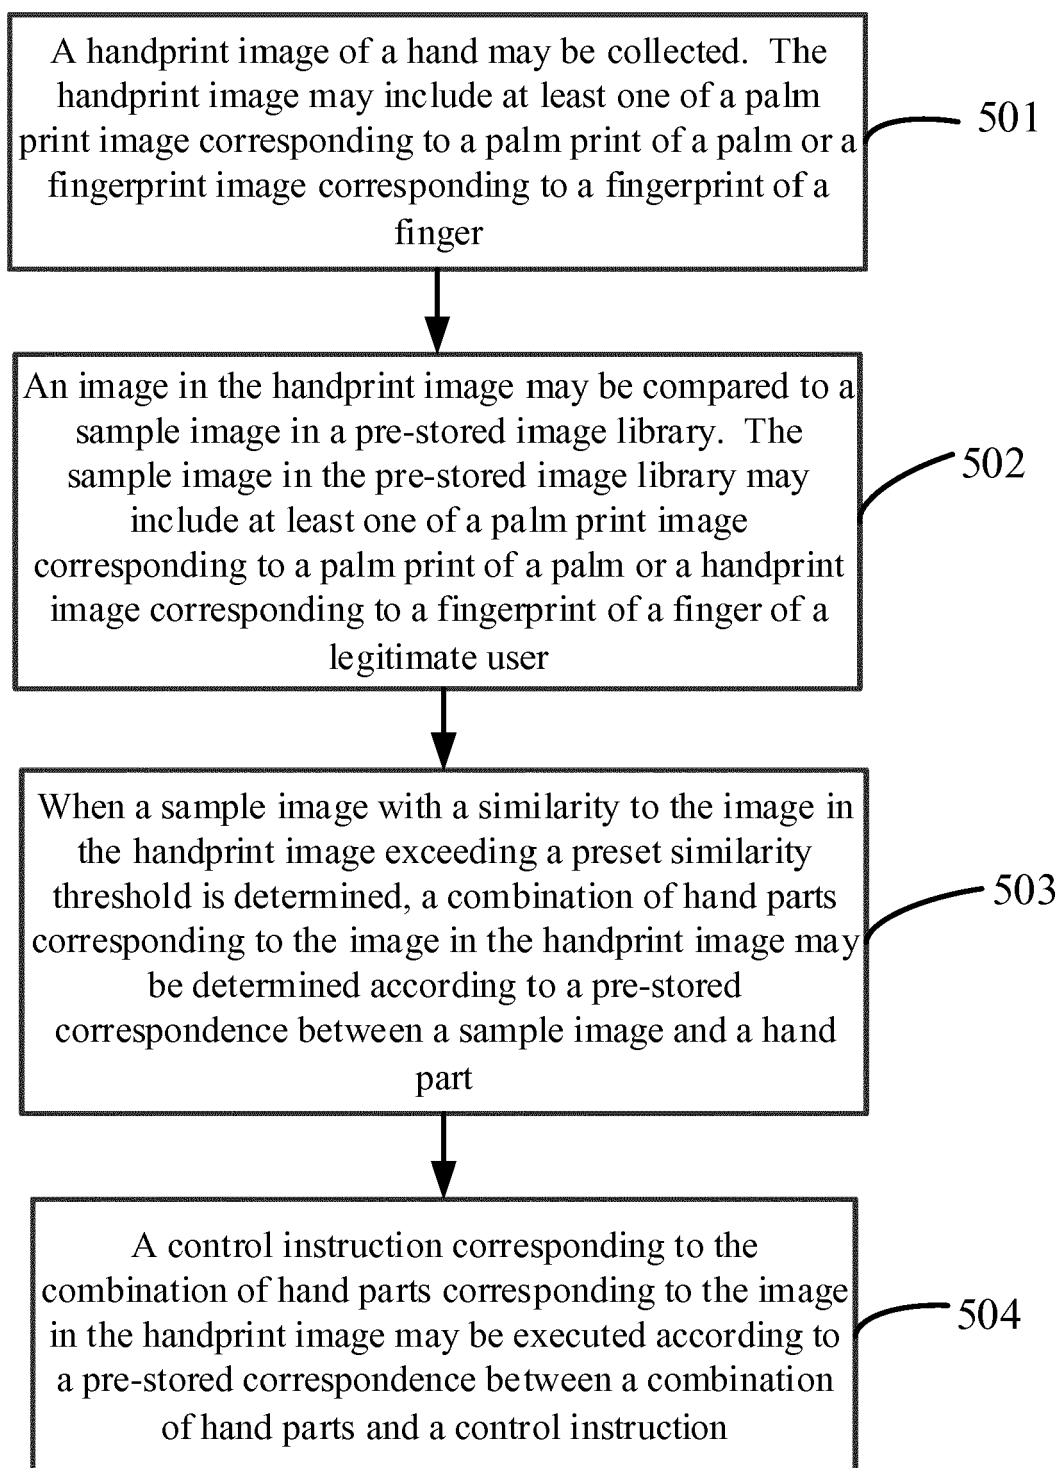 A handprint image of a hand may be collected.  The
handprint image may include at least one of a palm
print image corresponding to a palm print of a palm or a
fingerprint image corresponding to a fingerprint of a
finger
501
An image in the handprint image may be compared to a
sample image in a pre-stored image library.  The
sample image in the pre-stored image library may
include at least one of a palm print image
corresponding to a palm print of a palm or a handprint
image corresponding to a fingerprint of a finger of a
legitimate user
502
When a sample image with a similarity to the image in
the handprint image exceeding a preset similarity
threshold is determined, a combination of hand parts
corresponding to the image in the handprint image may
be determined according to a pre-stored
correspondence between a sample image and a hand
part
503
A control instruction corresponding to the
combination of hand parts corresponding to the image
in the handprint image may be executed according to
a pre-stored correspondence between a combination
of hand parts and a control instruction
504